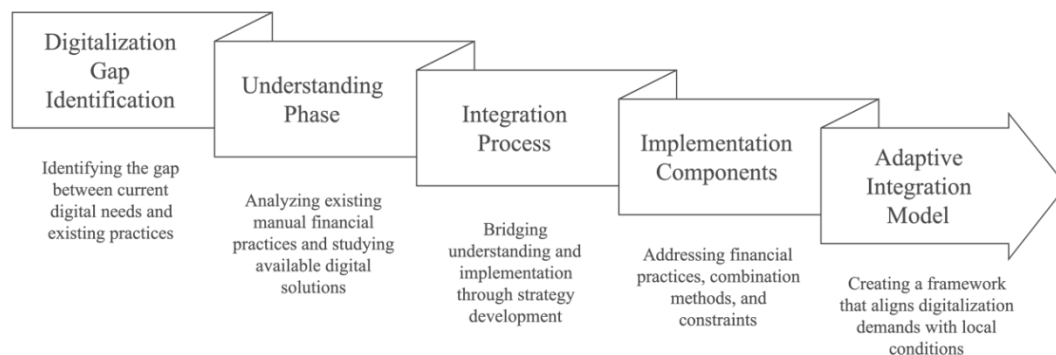 Digitalization
Gap
Identification
Identifying the gap
between current
digital needs and
existing practices
Understanding
Phase
Analyzing existing
manual financial
practices and studying
available digital
solutions
Integration
Process
Bridging
understanding and
implementation
through strategy
development
Implementation
Components
Addressing financial
practices, combination
methods, and
constraints
Adaptive
Integration
Model
Creating a framework
that aligns digitalization
demands with local
conditions